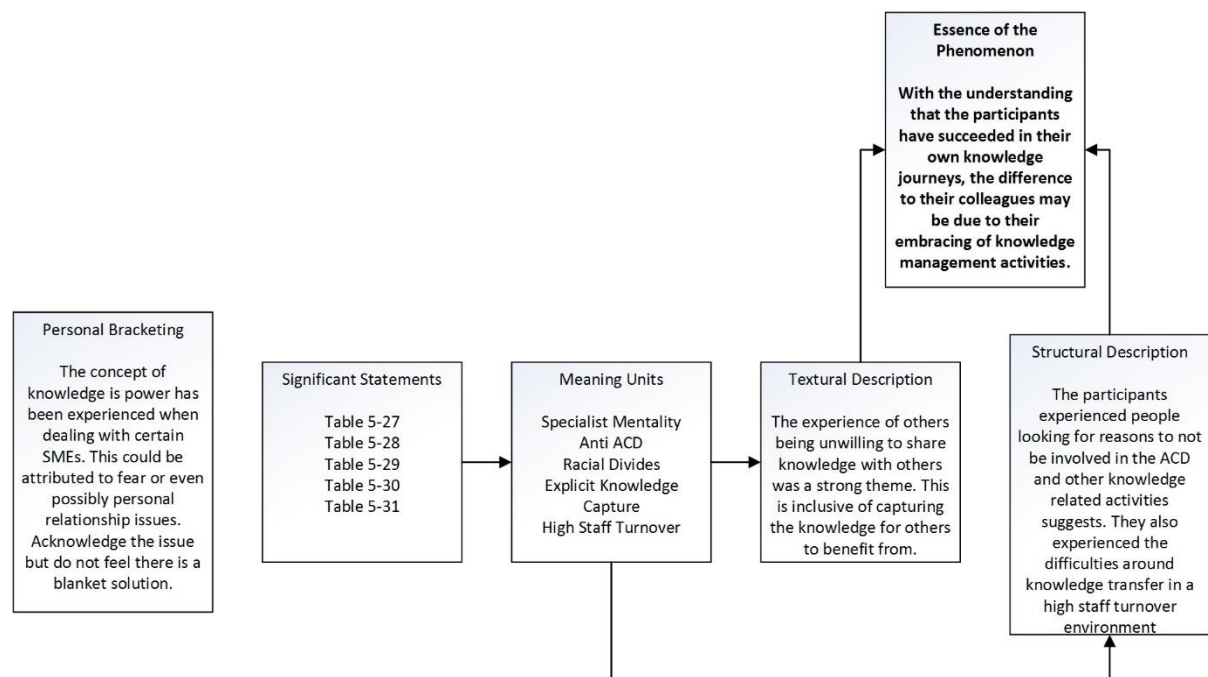 Essence of the
Phenomenon
With the understanding
that the participants
have succeeded in their
own knowledge
journeys, the difference
to their colleagues may
be due to their
embracing of knowledge
management activities.
Personal Bracketing
The concept of
knowledge is power has
been experienced when
dealing with certain
SMEs. This could be
attributed to fear or even
possibly personal
relationship issues.
Acknowledge the issue
but do not feel there is a
blanket solution.
Significant Statements
Table 5-27
Table 5-28
Table 5-29
Table 5-30
Table 5-31
Meaning Units
Specialist Mentality
Anti ACD
Racial Divides
Explicit Knowledge
Capture
High Staff Turnover
Textural Description
The experience of others
being unwilling to share
knowledge with others
was a strong theme. This
is inclusive of capturing
the knowledge for others
to benefit from.
Structural Description
The participants
experienced people
looking for reasons to not
be involved in the ACD
and other knowledge
related activities
suggests. They also
experienced the
difficulties around
knowledge transfer in a
high staff turnover
environment